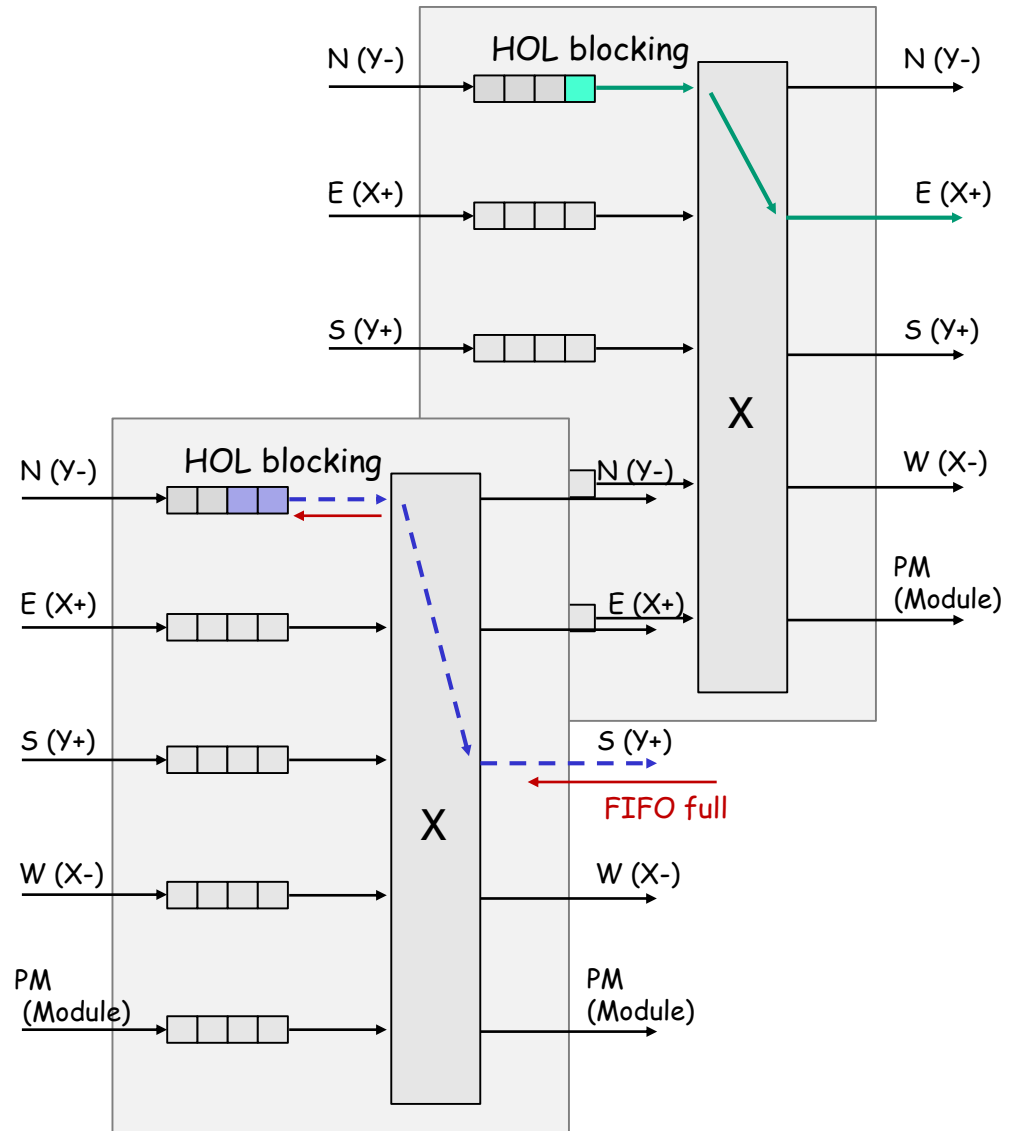 HOL blocking
N (Y-)
N (Y-)
E (X+)
E (X+)
S (Y+)
S (Y+)
X
W (X-)
PM
(Module)
HOL blocking
N (Y-)
N (Y-)
E (X+)
E (X+)
S (Y+)
S (Y+)
FIFO full
X
W (X-)
W (X-)
PM
(Module)
PM
(Module)